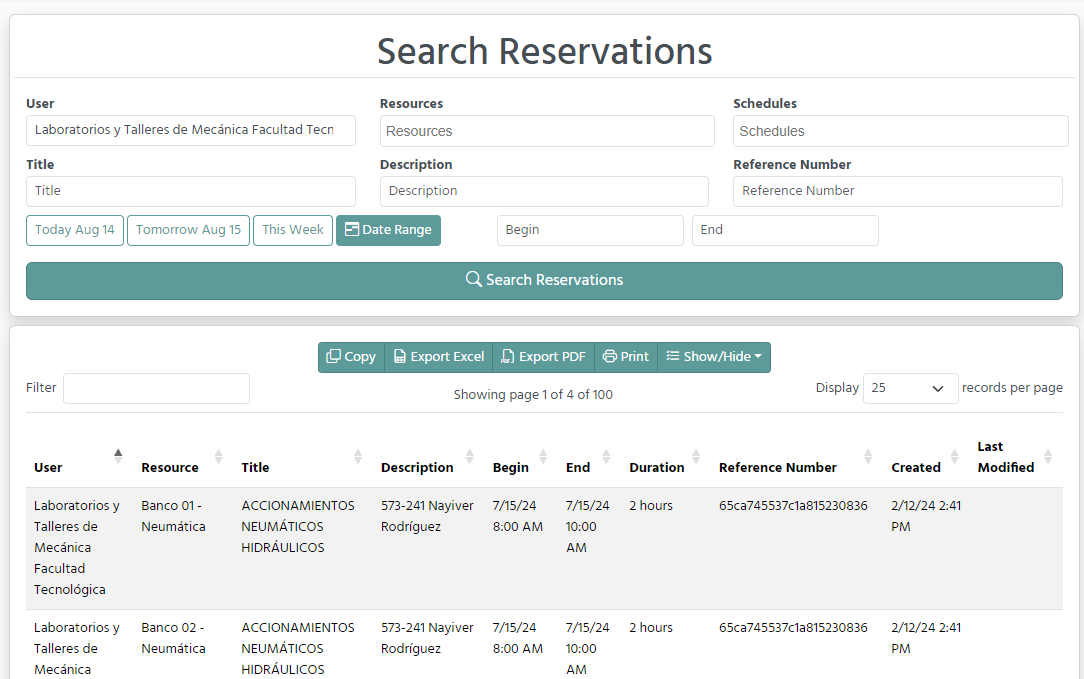 Search Reservations
User Resources Schedules
Laboratorios y Talleres de Mecánica Facultad Tecn Resources Schedules
Title Description Reference Number
Title Description Reference Number
Today Aug 14 Tomorrow Aug 15 This Week Date Range Begin End
Search Reservations
Copy Export Excel Export PDF Print Show/Hide
Filter Showing page 1 of 4 of 100 Display 25 records per page
User Resource Title Description Begin End Duration Reference Number Created Last Modified
Laboratorios y Banco 01 - ACCIONAMIENTOS 573-241 Nayiver 7/15/24 7/15/24 2 hours 65ca745537c1a815230836 2/12/24 2:41
Talleres de Neumática NEUMÁTICOS Rodríguez 8:00 AM 10:00 PM
Mecánica HIDRÁULICOS AM
Facultad
Tecnológica
Laboratorios y Banco 02 - ACCIONAMIENTOS 573-241 Nayiver 7/15/24 7/15/24 2 hours 65ca745537c1a815230836 2/12/24 2:41
Talleres de Neumática NEUMÁTICOS Rodríguez 8:00 AM 10:00 PM
Mecánica HIDRÁULICOS AM